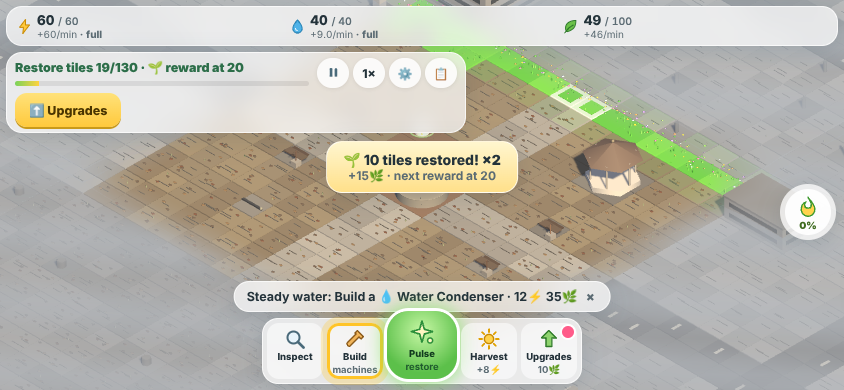 60 / 60
+60/min · full
40 / 40
+9.0/min · full
49 / 100
+46/min
Restore tiles 19/130 · 🌱 reward at 20
1×
⬆️ Upgrades
🌱 10 tiles restored! ×2
+15🌿 · next reward at 20
0%
Steady water: Build a 💧 Water Condenser · 12⚡ 35🌿 ×
Inspect
Build
machines
Pulse
restore
Harvest
+8⚡
Upgrades
10🌿